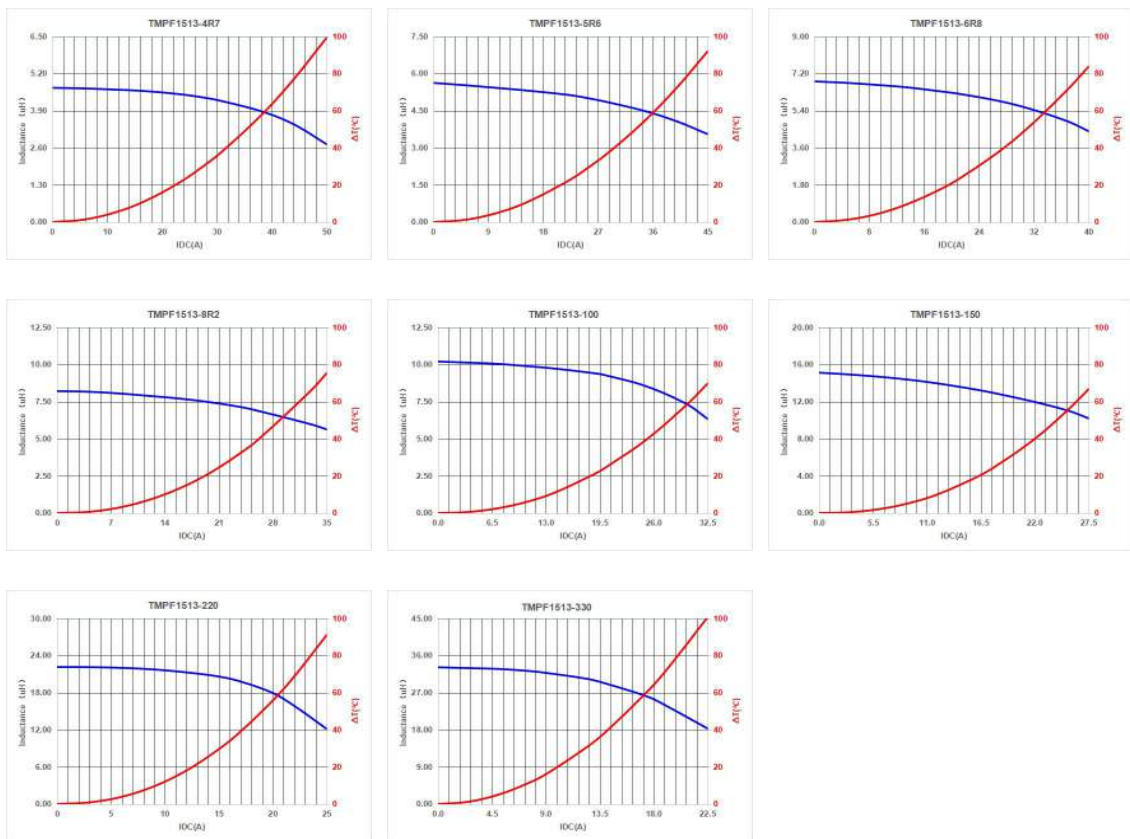 TMPF1513-4R7
6.50
5.20
3.90
2.60
1.30
0.00
Inductance (uH)
100
80
60
40
20
0
ΔT(℃)
0 10 20 30 40 50
IDC(A)
TMPF1513-5R6
7.50
6.00
4.50
3.00
1.50
0.00
Inductance (uH)
100
80
60
40
20
0
ΔT(℃)
0 9 18 27 36 45
IDC(A)
TMPF1513-6R8
9.00
7.20
5.40
3.60
1.80
0.00
Inductance (uH)
100
80
60
40
20
0
ΔT(℃)
0 8 16 24 32 40
IDC(A)
TMPF1513-8R2
12.50
10.00
7.50
5.00
2.50
0.00
Inductance (uH)
100
80
60
40
20
0
ΔT(℃)
0 7 14 21 28 35
IDC(A)
TMPF1513-100
12.50
10.00
7.50
5.00
2.50
0.00
Inductance (uH)
100
80
60
40
20
0
ΔT(℃)
0.0 6.5 13.0 19.5 26.0 32.5
IDC(A)
TMPF1513-150
20.00
16.00
12.00
8.00
4.00
0.00
Inductance (uH)
100
80
60
40
20
0
ΔT(℃)
0.0 5.5 11.0 16.5 22.0 27.5
IDC(A)
TMPF1513-220
30.00
24.00
18.00
12.00
6.00
0.00
Inductance (uH)
100
80
60
40
20
0
ΔT(℃)
0 5 10 15 20 25
IDC(A)
TMPF1513-330
45.00
36.00
27.00
18.00
9.00
0.00
Inductance (uH)
100
80
60
40
20
0
ΔT(℃)
0.0 4.5 9.0 13.5 18.0 22.5
IDC(A)